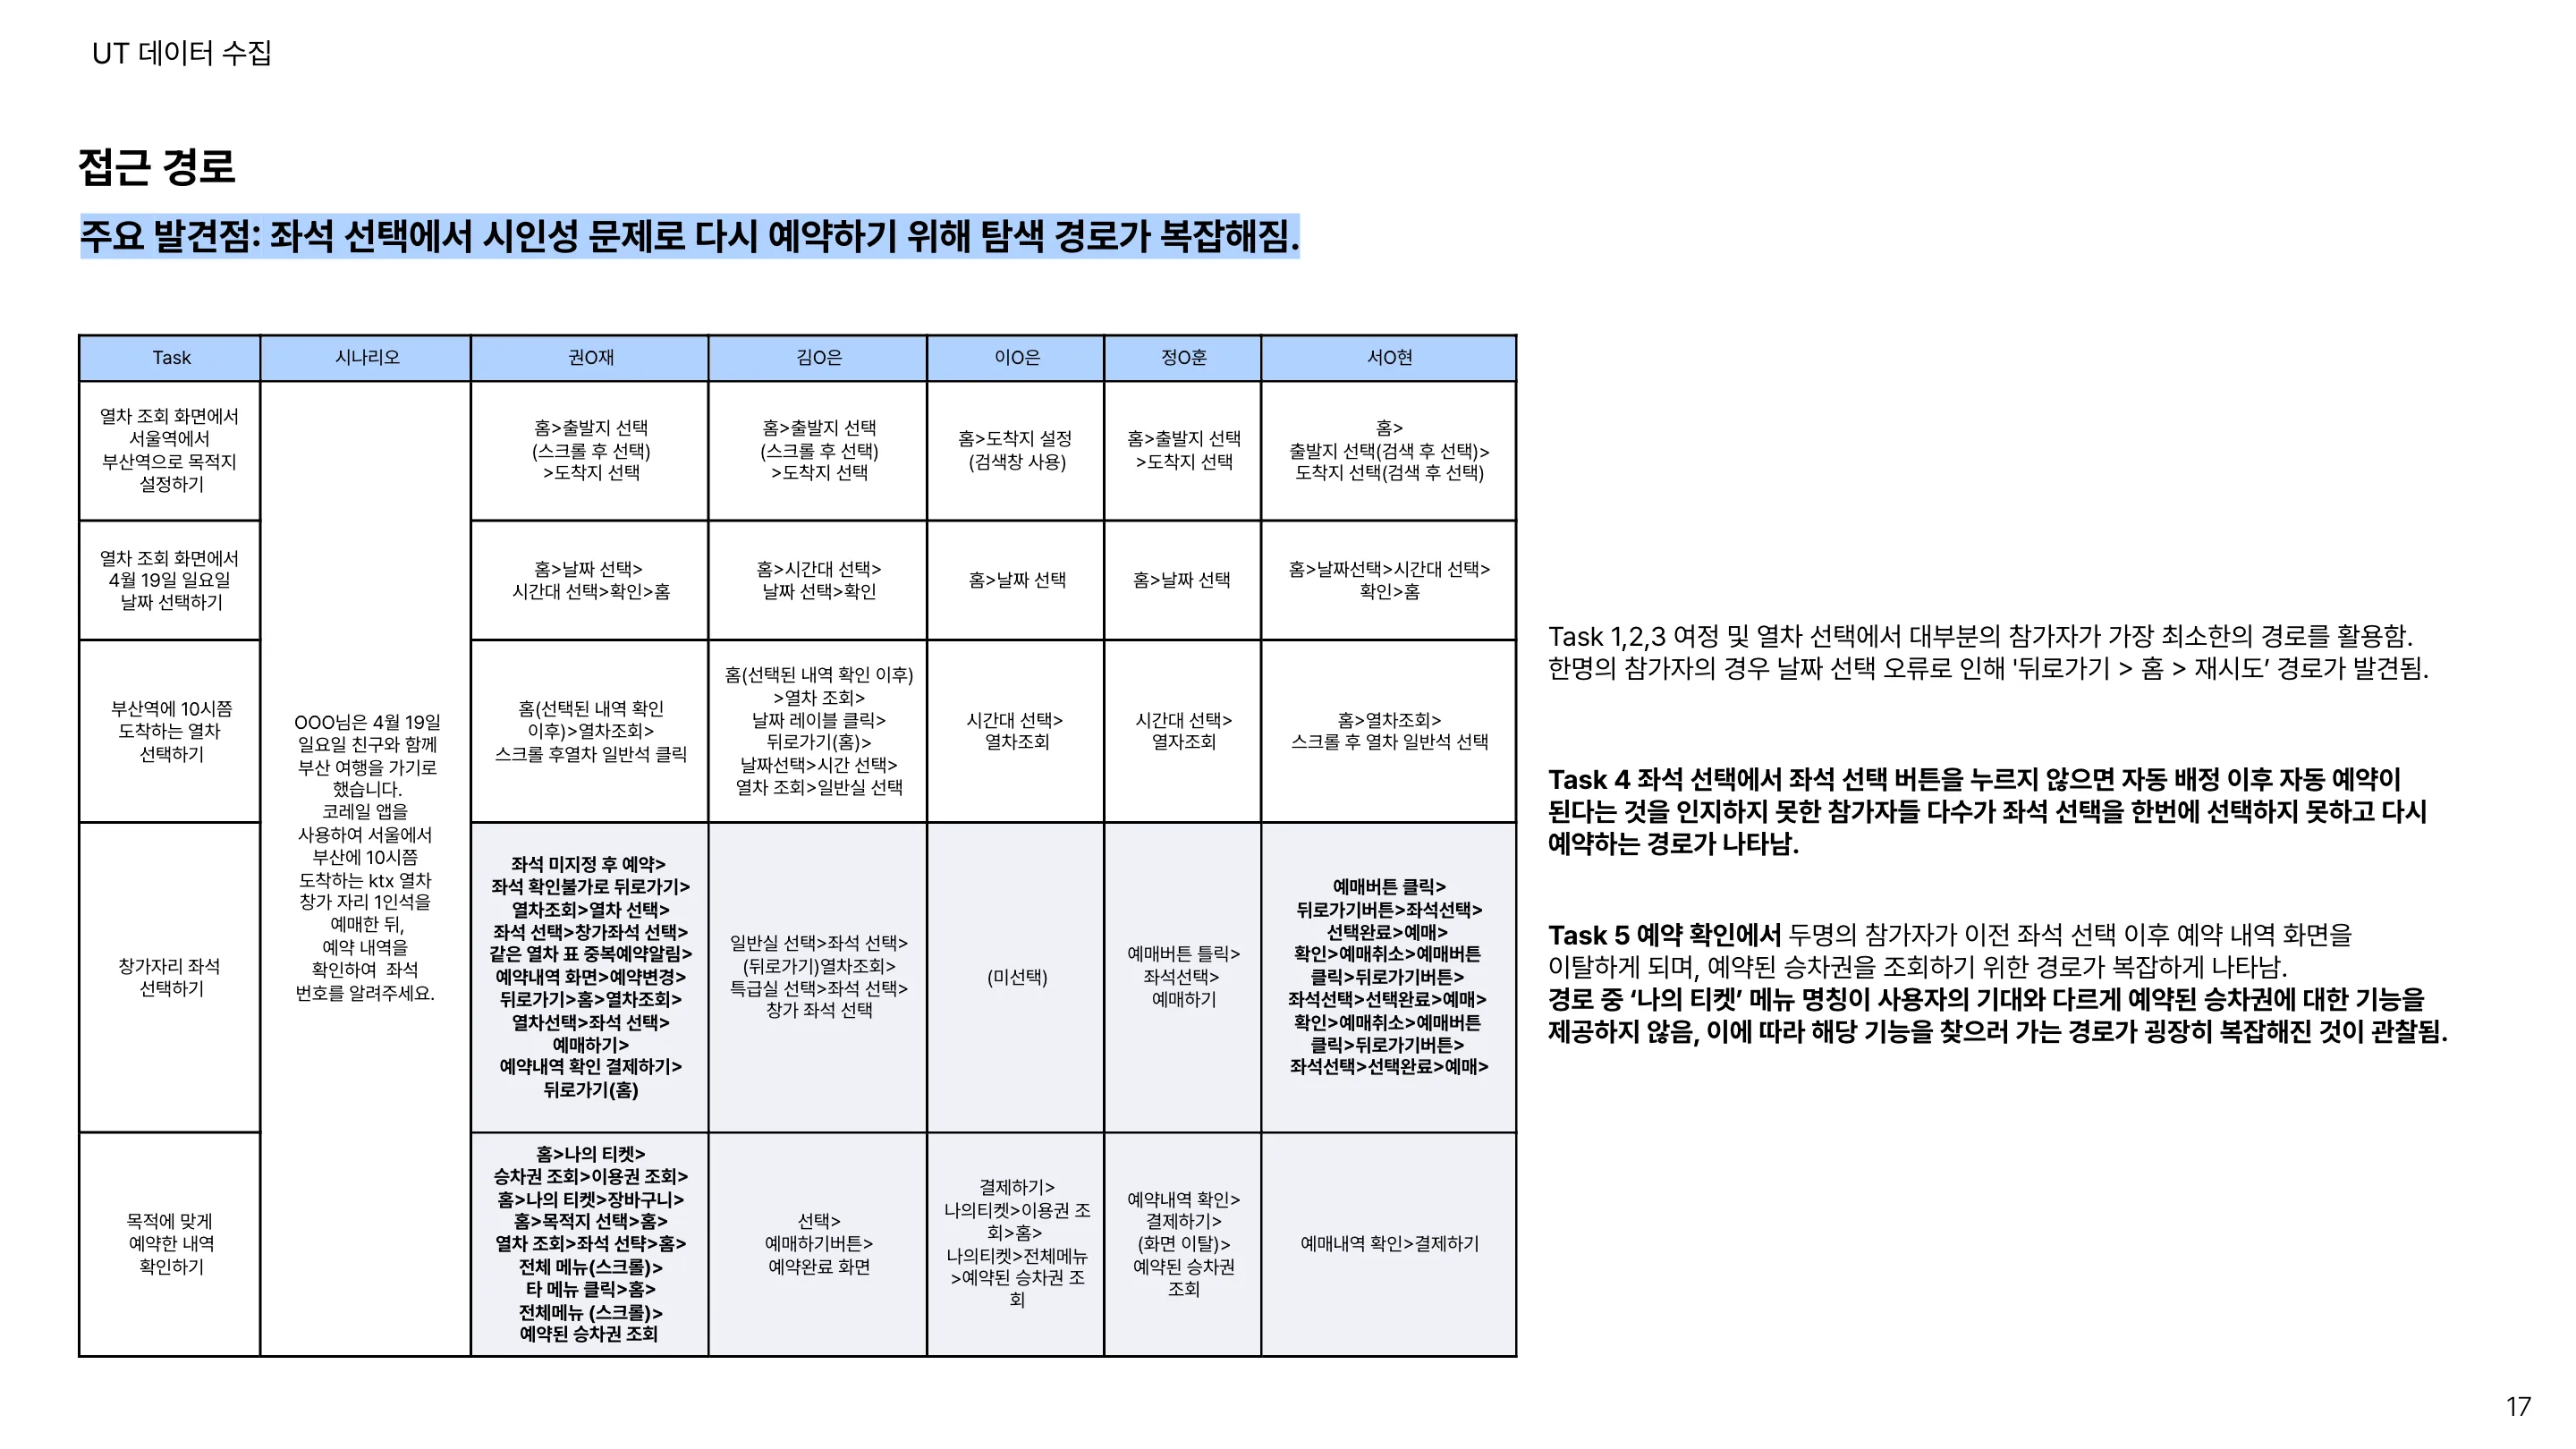 UT 데이터 수집
접근 경로
주요 발견점: 좌석 선택에서 시인성 문제로 다시 예약하기 위해 탐색 경로가 복잡해짐.
Task
시나리오
권O재
김O은
이O은
정O훈
서O현
열차 조회 화면에서
서울역에서
부산역으로 목적지
설정하기
OOO님은 4월 19일
일요일 친구와 함께
부산 여행을 가기로
했습니다.
코레일 앱을
사용하여 서울에서
부산에 10시쯤
도착하는 ktx 열차
창가 자리 1인석을
예매한 뒤,
예약 내역을
확인하여 좌석
번호를 알려주세요.
홈>출발지 선택
(스크롤 후 선택)
>도착지 선택
홈>출발지 선택
(스크롤 후 선택)
>도착지 선택
홈>도착지 설정
(검색창 사용)
홈>출발지 선택
>도착지 선택
홈>
출발지 선택(검색 후 선택)>
도착지 선택(검색 후 선택)
열차 조회 화면에서
4월 19일 일요일
날짜 선택하기
홈>날짜 선택>
시간대 선택>확인>홈
홈>시간대 선택>
날짜 선택>확인
홈>날짜 선택
홈>날짜 선택
홈>날짜선택>시간대 선택>
확인>홈
부산역에 10시쯤
도착하는 열차
선택하기
홈(선택된 내역 확인
이후)>열차조회>
스크롤 후열차 일반석 클릭
홈(선택된 내역 확인 이후)
>열차 조회>
날짜 레이블 클릭>
뒤로가기(홈)>
날짜선택>시간 선택>
열차 조회>일반실 선택
시간대 선택>
열차조회
시간대 선택>
열자조회
홈>열차조회>
스크롤 후 열차 일반석 선택
창가자리 좌석
선택하기
좌석 미지정 후 예약>
좌석 확인불가로 뒤로가기>
열차조회>열차 선택>
좌석 선택>창가좌석 선택>
같은 열차 표 중복예약알림>
예약내역 화면>예약변경>
뒤로가기>홈>열차조회>
열차선택>좌석 선택>
예매하기>
예약내역 확인 결제하기>
뒤로가기(홈)
일반실 선택>좌석 선택>
(뒤로가기)열차조회>
특급실 선택>좌석 선택>
창가 좌석 선택
(미선택)
예매버튼 틀릭>
좌석선택>
예매하기
예매버튼 클릭>
뒤로가기버튼>좌석선택>
선택완료>예매>
확인>예매취소>예매버튼
클릭>뒤로가기버튼>
좌석선택>선택완료>예매>
확인>예매취소>예매버튼
클릭>뒤로가기버튼>
좌석선택>선택완료>예매>
목적에 맞게
예약한 내역
확인하기
홈>나의 티켓>
승차권 조회>이용권 조회>
홈>나의 티켓>장바구니>
홈>목적지 선택>홈>
열차 조회>좌석 선턱>홈>
전체 메뉴(스크롤)>
타 메뉴 클릭>홈>
전체메뉴 (스크롤)>
예약된 승차권 조회
선택>
예매하기버튼>
예약완료 화면
결제하기>
나의티켓>이용권 조
회>홈>
나의티켓>전체메뉴
>예약된 승차권 조
회
예약내역 확인>
결제하기>
(화면 이탈)>
예약된 승차권
조회
예매내역 확인>결제하기
Task 1,2,3 여정 및 열차 선택에서 대부분의 참가자가 가장 최소한의 경로를 활용함.
한명의 참가자의 경우 날짜 선택 오류로 인해 '뒤로가기 > 홈 > 재시도’ 경로가 발견됨.
Task 4 좌석 선택에서 좌석 선택 버튼을 누르지 않으면 자동 배정 이후 자동 예약이
된다는 것을 인지하지 못한 참가자들 다수가 좌석 선택을 한번에 선택하지 못하고 다시
예약하는 경로가 나타남.
Task 5 예약 확인에서 두명의 참가자가 이전 좌석 선택 이후 예약 내역 화면을
이탈하게 되며, 예약된 승차권을 조회하기 위한 경로가 복잡하게 나타남.
경로 중 ‘나의 티켓’ 메뉴 명칭이 사용자의 기대와 다르게 예약된 승차권에 대한 기능을
제공하지 않음, 이에 따라 해당 기능을 찾으러 가는 경로가 굉장히 복잡해진 것이 관찰됨.
17